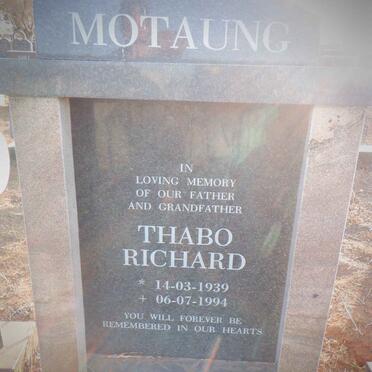 MOTAUNG
IN
LOVING MEMORY
OF OUR FATHER
AND GRANDFATHER
THABO
RICHARD
* 14-03-1939
+ 06-07-1994
YOU WILL FOREVER BE
REMEMBERED IN OUR HEARTS